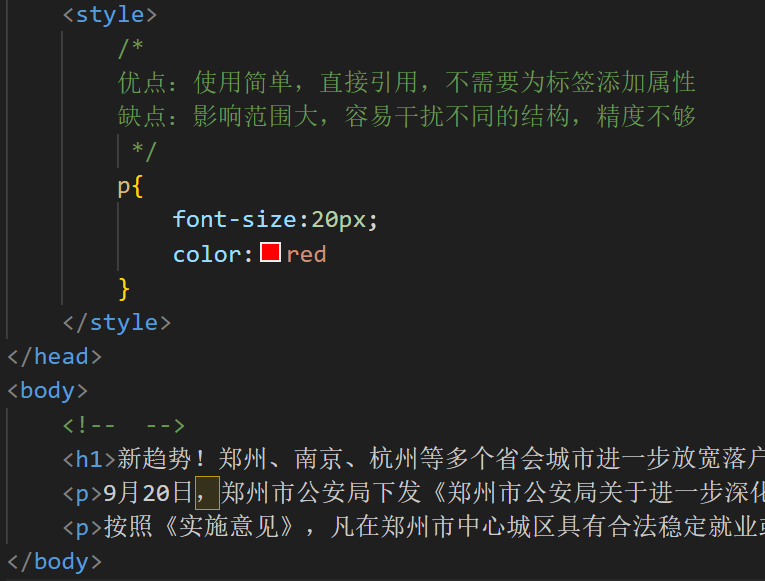 <style>
/*
优点：使用简单，直接引用，不需要为标签添加属性
缺点：影响范围大，容易干扰不同的结构，精度不够
*/
p{
font-size:20px;
color:red
}
</style>
</head>
<body>
<!--  -->
<h1>新趋势！郑州、南京、杭州等多个省会城市进一步放宽落户
<p>9月20日，郑州市公安局下发《郑州市公安局关于进一步深化
<p>按照《实施意见》，凡在郑州市中心城区具有合法稳定就业或
</body>